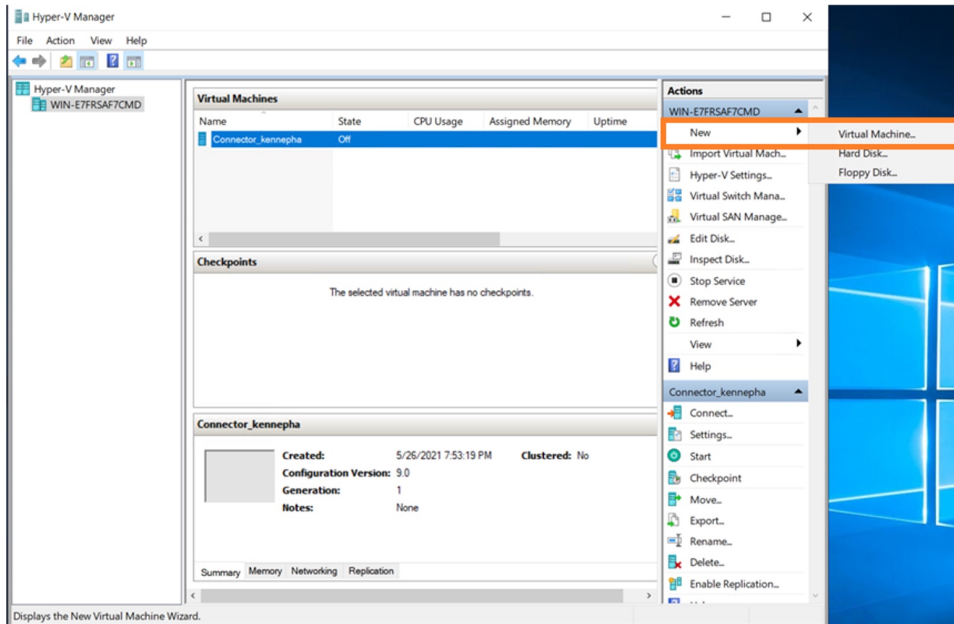 Hyper-V Manager
File Action View Help
Hyper-V Manager
WIN-E7FRSAF7CMD
Virtual Machines
Name State CPU Usage Assigned Memory Uptime
Connector_kennepha Off
Checkpoints
The selected virtual machine has no checkpoints.
Connector_kennepha
Created: 5/26/2021 7:53:19 PM Clustered: No
Configuration Version: 9.0
Generation: 1
Notes: None
Summary Memory Networking Replication
Actions
WIN-E7FRSAF7CMD
New
Import Virtual Mach...
Hyper-V Settings...
Virtual Switch Mana...
Virtual SAN Manage...
Edit Disk...
Inspect Disk...
Stop Service
Remove Server
Refresh
View
Help
Connector_kennepha
Connect...
Settings...
Start
Checkpoint
Move...
Export...
Rename...
Delete...
Enable Replication...
Virtual Machine...
Hard Disk...
Floppy Disk...
Displays the New Virtual Machine Wizard.